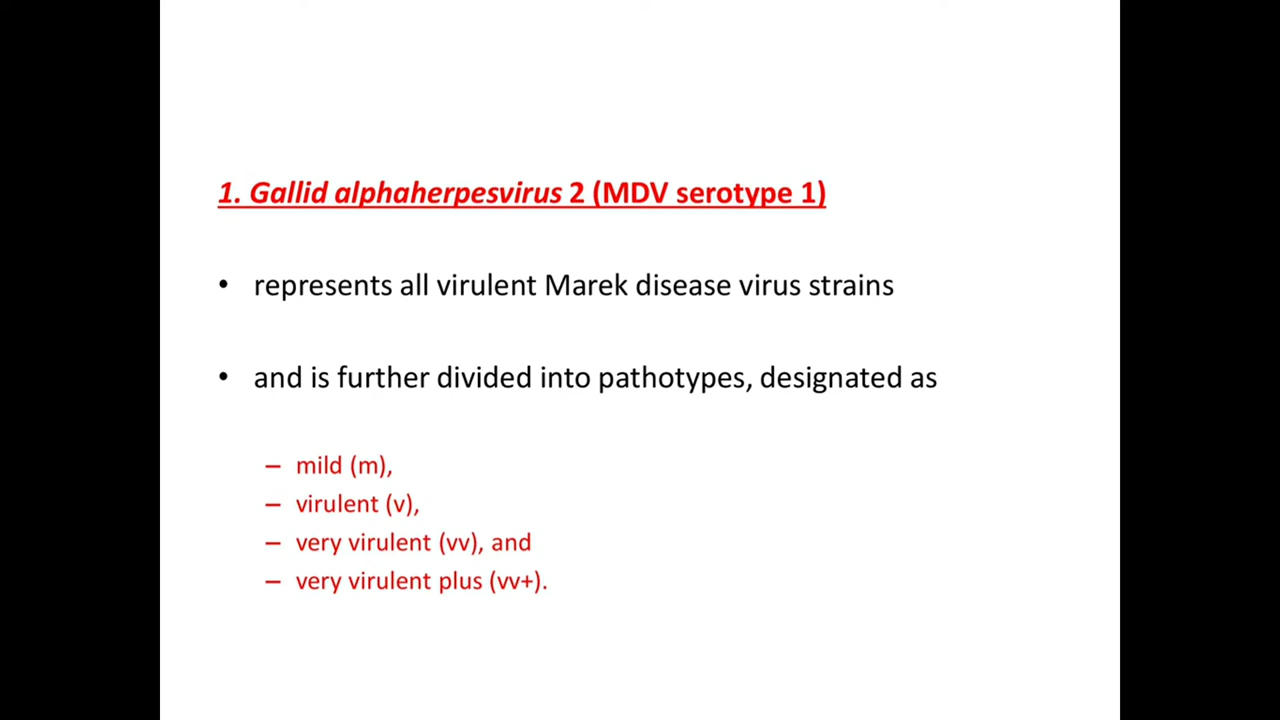 1. Gallid alphaherpesvirus 2 (MDV serotype 1)
• represents all virulent Marek disease virus strains
• and is further divided into pathotypes, designated as
– mild (m),
– virulent (v),
– very virulent (vv), and
– very virulent plus (vv+).